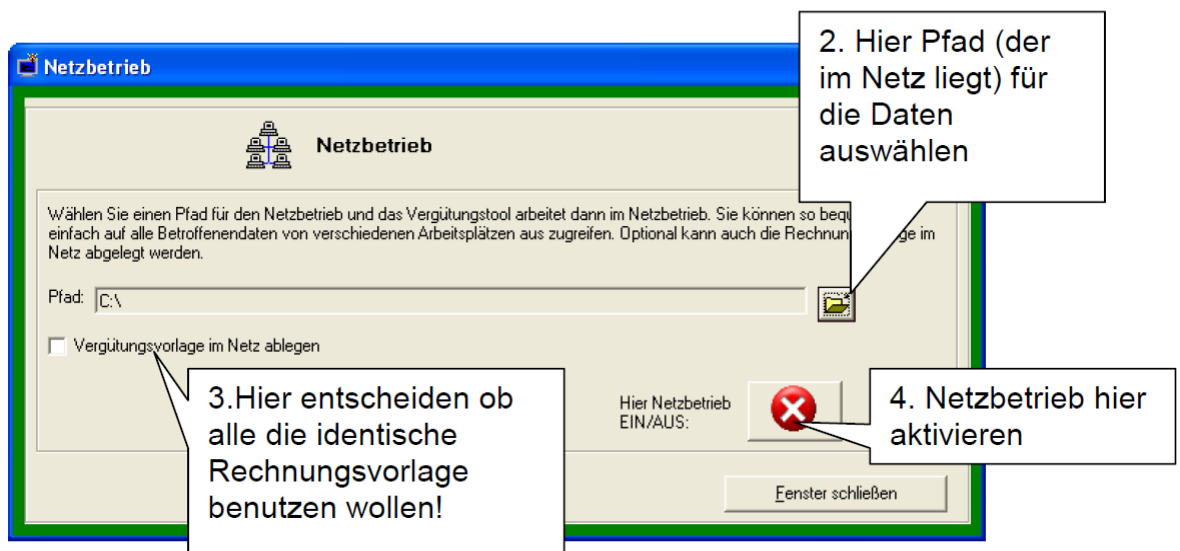 Netzbetrieb
2. Hier Pfad (der
im Netz liegt) für
die Daten
auswählen
Netzbetrieb
Wählen Sie einen Pfad für den Netzbetrieb und das Vergütungstool arbeitet dann im Netzbetrieb. Sie können so
einfach auf alle Betroffenendaten von verschiedenen Arbeitsplätzen aus zugreifen. Optional kann auch die im
Netz abgelegt werden.
Pfad: C:\
Vergütungsvorlage im Netz ablegen
3.Hier entscheiden ob
alle die identische
Rechnungsvorlage
benutzen wollen!
Hier Netzbetrieb
EIN/AUS:
4. Netzbetrieb hier
aktivieren
Fenster schließen